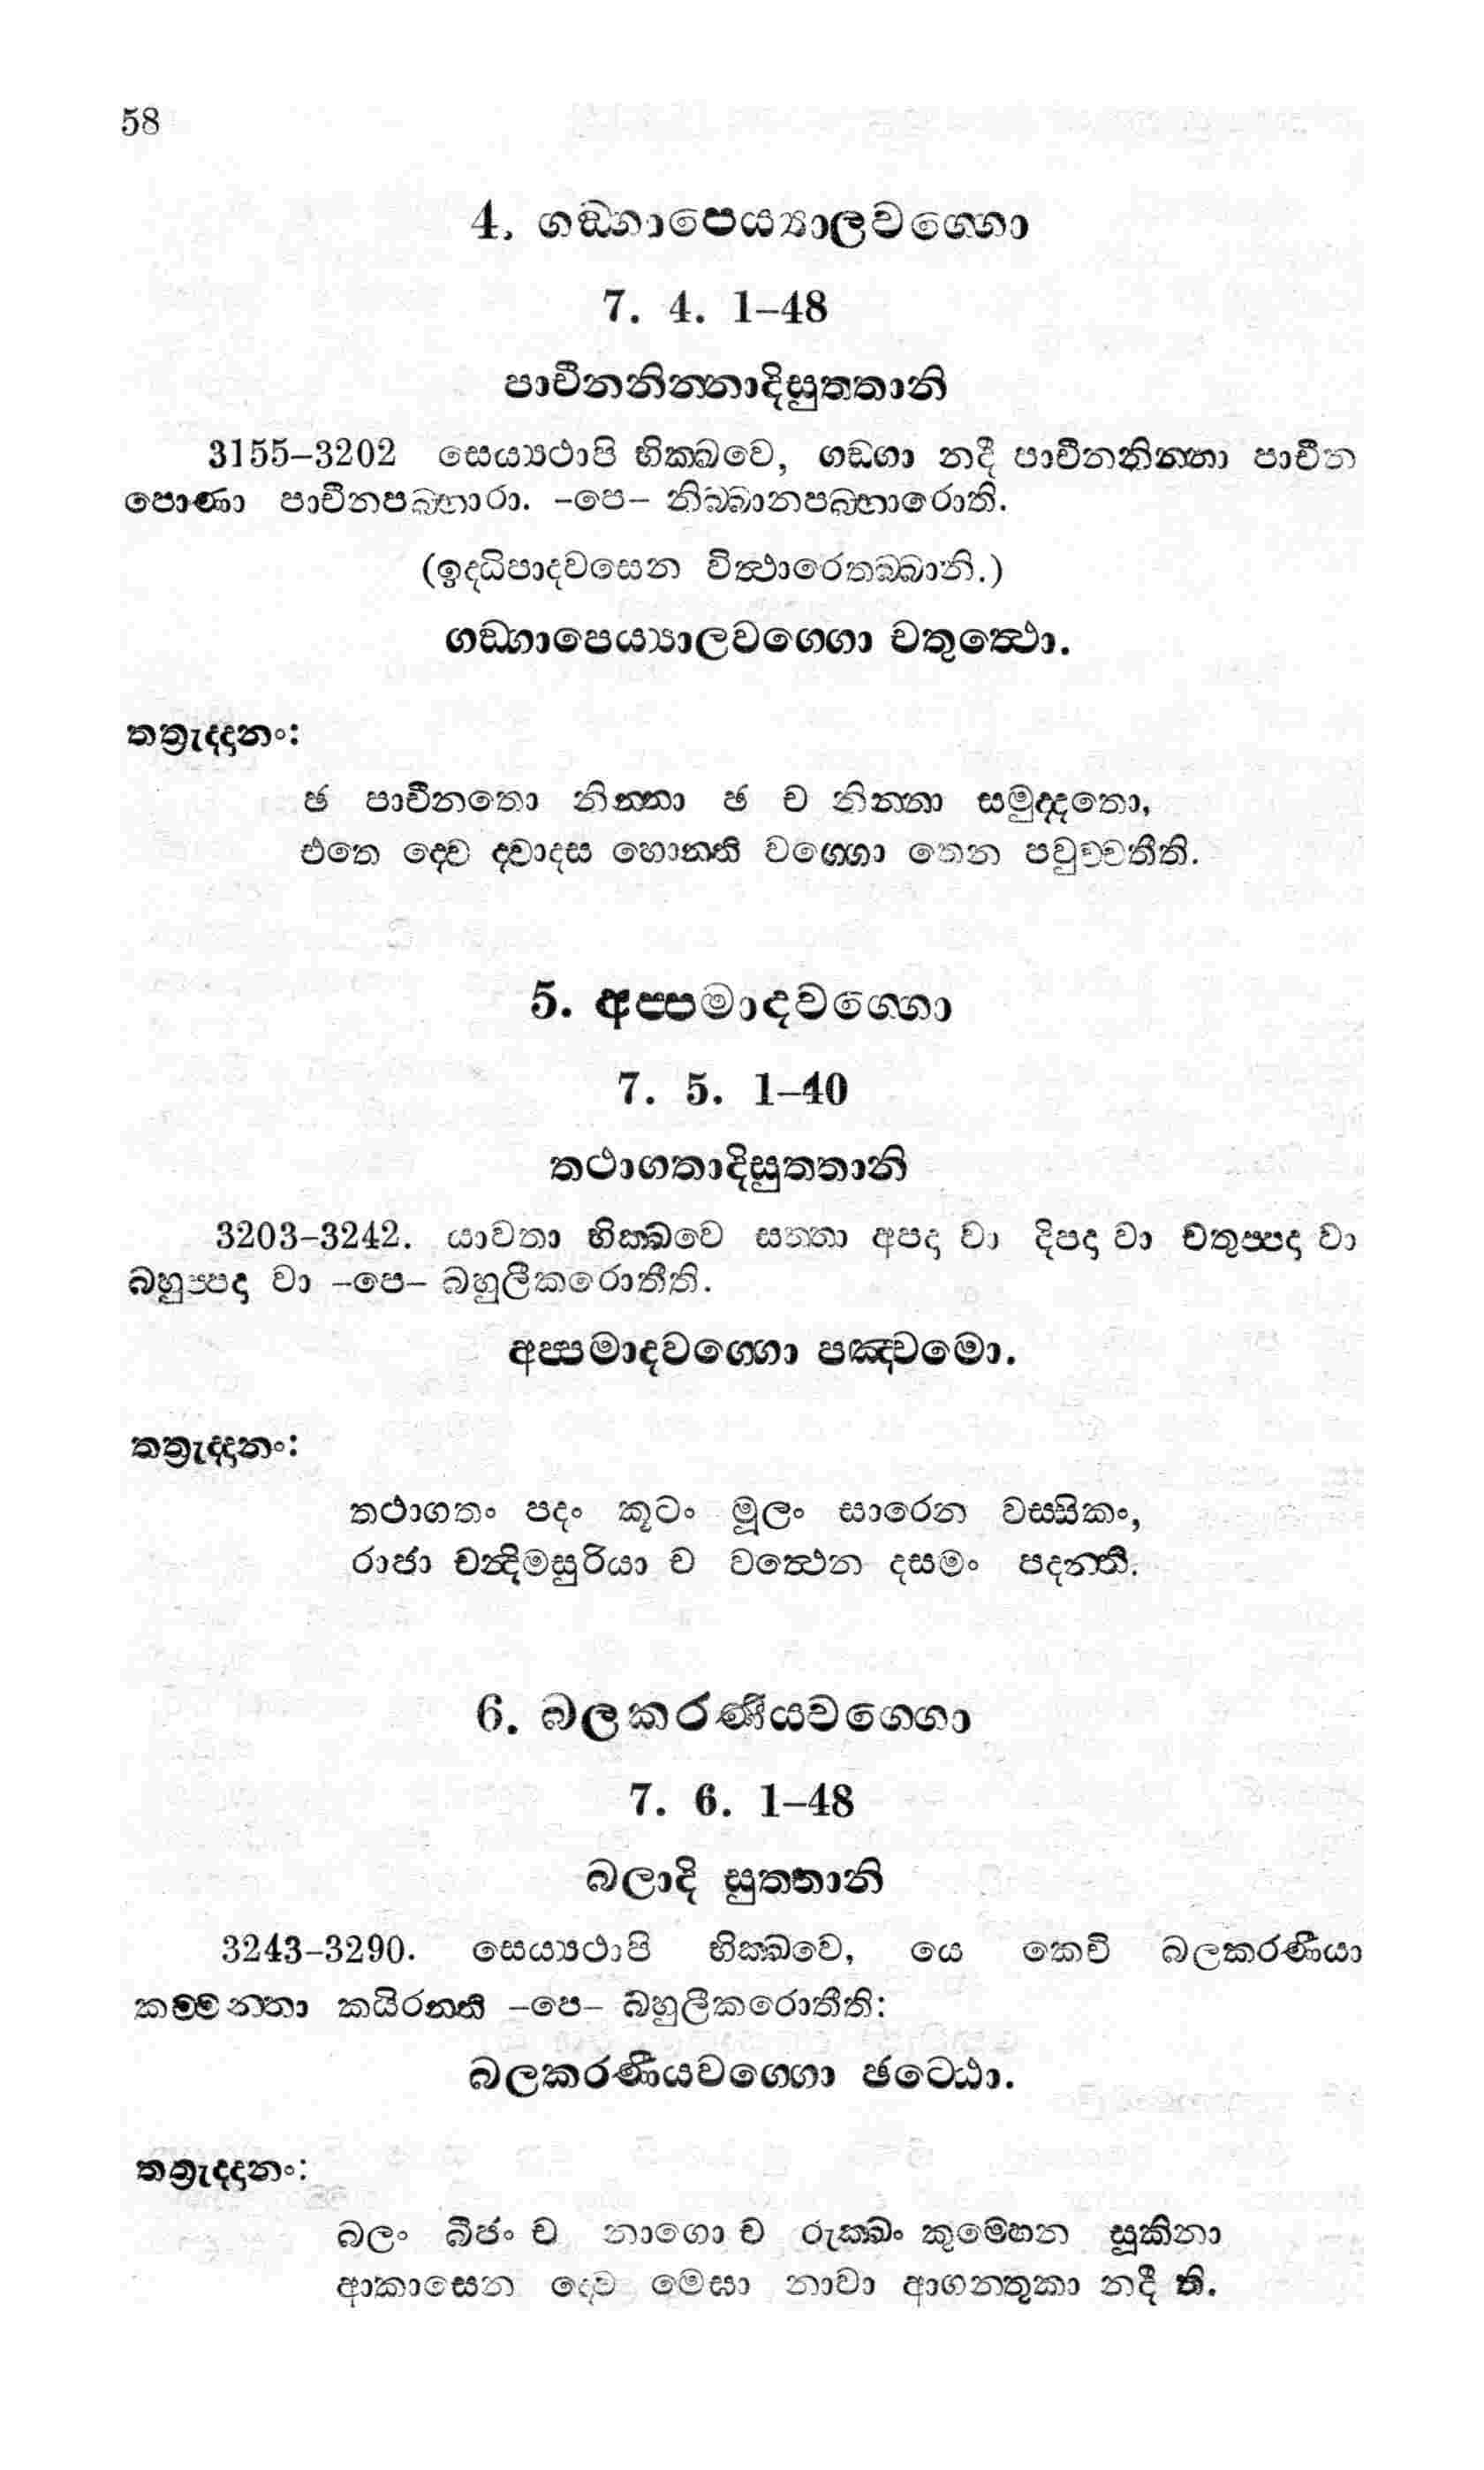 58
4. ගඞ්ගාපෙය්‍යාලවග්ගො
7. 4. 1–48
පාචීනනින්නාදිසුත්තානි
3155–3202 සෙය්‍යථාපි භික්ඛවෙ, ගඞ්ගා නදී පාචීනනින්නා පාචීන
පොණා පාචීනපබ්භාරා. –පෙ– නිබ්බානපබ්භාරොති.
(ඉද්ධිපාදවසෙන විත්‍ථාරෙතබ්බානි.)
ගඞ්ගාපෙය්‍යාලවග්ගො චතුත්‍ථො.
තත්‍රැද්දානං:
ඡ පාචීනතො නින්නා ඡ ච නින්නා සමුද්දතො,
එතෙ ද්වෙ ද්වාදස හොන්ති වග්ගො තෙන පවුච්චතීති.
5. අප්පමාදවග්ගො
7. 5. 1–40
තථාගතාදිසුත්තානි
3203–3242. යාවතා භික්ඛවෙ සත්තා අපදා වා දිපදා වා චතුප්පදා වා
බහුප්පදා වා –පෙ– බහුලීකරොතීති.
අප්පමාදවග්ගො පඤ්චමො.
තත්‍රැද්දානං:
තථාගතං පදං කූටං මූලං සාරෙන වස්සිකං,
රාජා චන්‍දිමසුරියා ච වත්‍ථෙන දසමං පදන්ති.
6. බලකරණීයවග්ගො
7. 6. 1–48
බලාදි සුත්තානි
3243–3290. සෙය්‍යථාපි භික්ඛවෙ, යෙ කෙචි බලකරණීයා
කම්මන්තා කයිරන්ති –පෙ– බහුලීකරොතීති:
බලකරණීයවග්ගො ඡට්ඨො.
තත්‍රැද්දානං:
බලං බීජං ච නාගො ච රුක්ඛං කුම්භෙන සූකිනා
ආකාසෙන ද්වෙ මෙඝා නාවා ආගන්තුකා නදී ති.